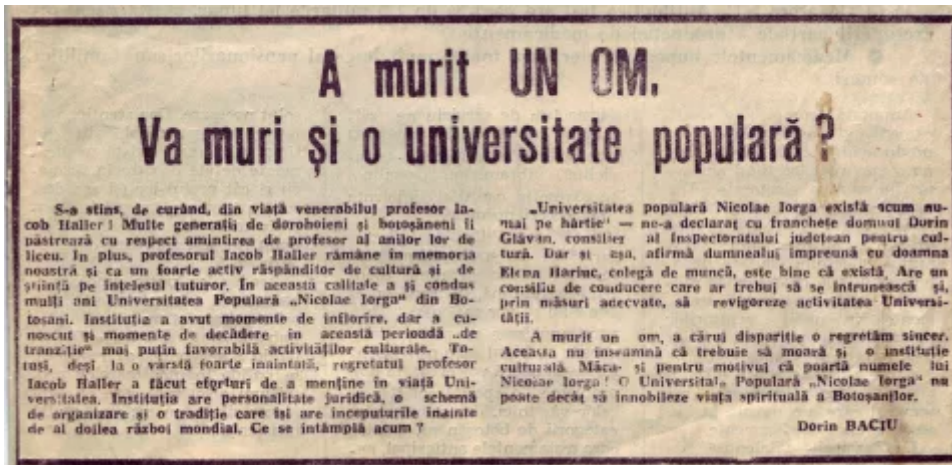 A murit UN OM.
Va muri și o universitate populară?
S-a stins, de curând, din viață venerabilul profesor Ia-
cob Haller! Multe generații de dorohoieni și botoșăneni îi
păstrează cu respect amintirea de profesor al anilor lor de
liceu. In plus, profesorul Iacob Haller rămâne în memoria
noastră și ca un foarte activ răspânditor de cultură și de
știință pe înțelesul tuturor. In această calitate a și condus
mulți ani Universitatea Populară „Nicolae Iorga" din Bo-
toșani. Instituția a avut momente de înflorire, dar a cu-
noscut și momente de decădere in această perioadă „de
tranziție" mai puțin favorabilă activităților culturale. To-
tuși, deși la o vârstă foarte înaintată, regretatul profesor
Iacob Haller a făcut eforturi de a menține în viață Uni-
versitatea. Instituția are personalitate juridică, o schemă
de organizare și o tradiție care își are începuturile înainte
de al doilea război mondial. Ce se întâmplă acum?
„Universitatea populară Nicolae Iorga există acum nu-
mai pe hârtie" — ne-a declarat cu franchețe domnul Dorin
Glăvan, consilier al Inspectoratului județean pentru cul-
tură. Dar și așa, afirmă dumnealui împreună cu doamna
Elena Hariuc, colegă de muncă, este bine că există. Are un
consiliu de conducere care ar trebui să se întrunească și,
prin măsuri adecvate, să revigoreze activitatea Universi-
tății.
A murit un om, a cărui dispariție o regretăm sincer.
Aceasta nu înseamnă că trebuie să moară și o instituție
culturală. Măcar și pentru motivul că poartă numele lui
Nicolae Iorga! O Universitate Populară „Nicolae Iorga" nu
poate decât să înnobileze viața spirituală a Botoșanilor.
Dorin BACIU